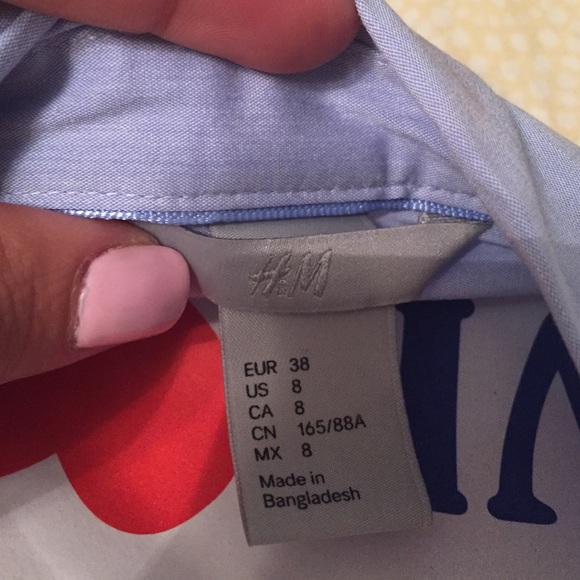 H&M
EUR 38
US 8
CA 8
CN 165/88A
MX 8
Made in
Bangladesh